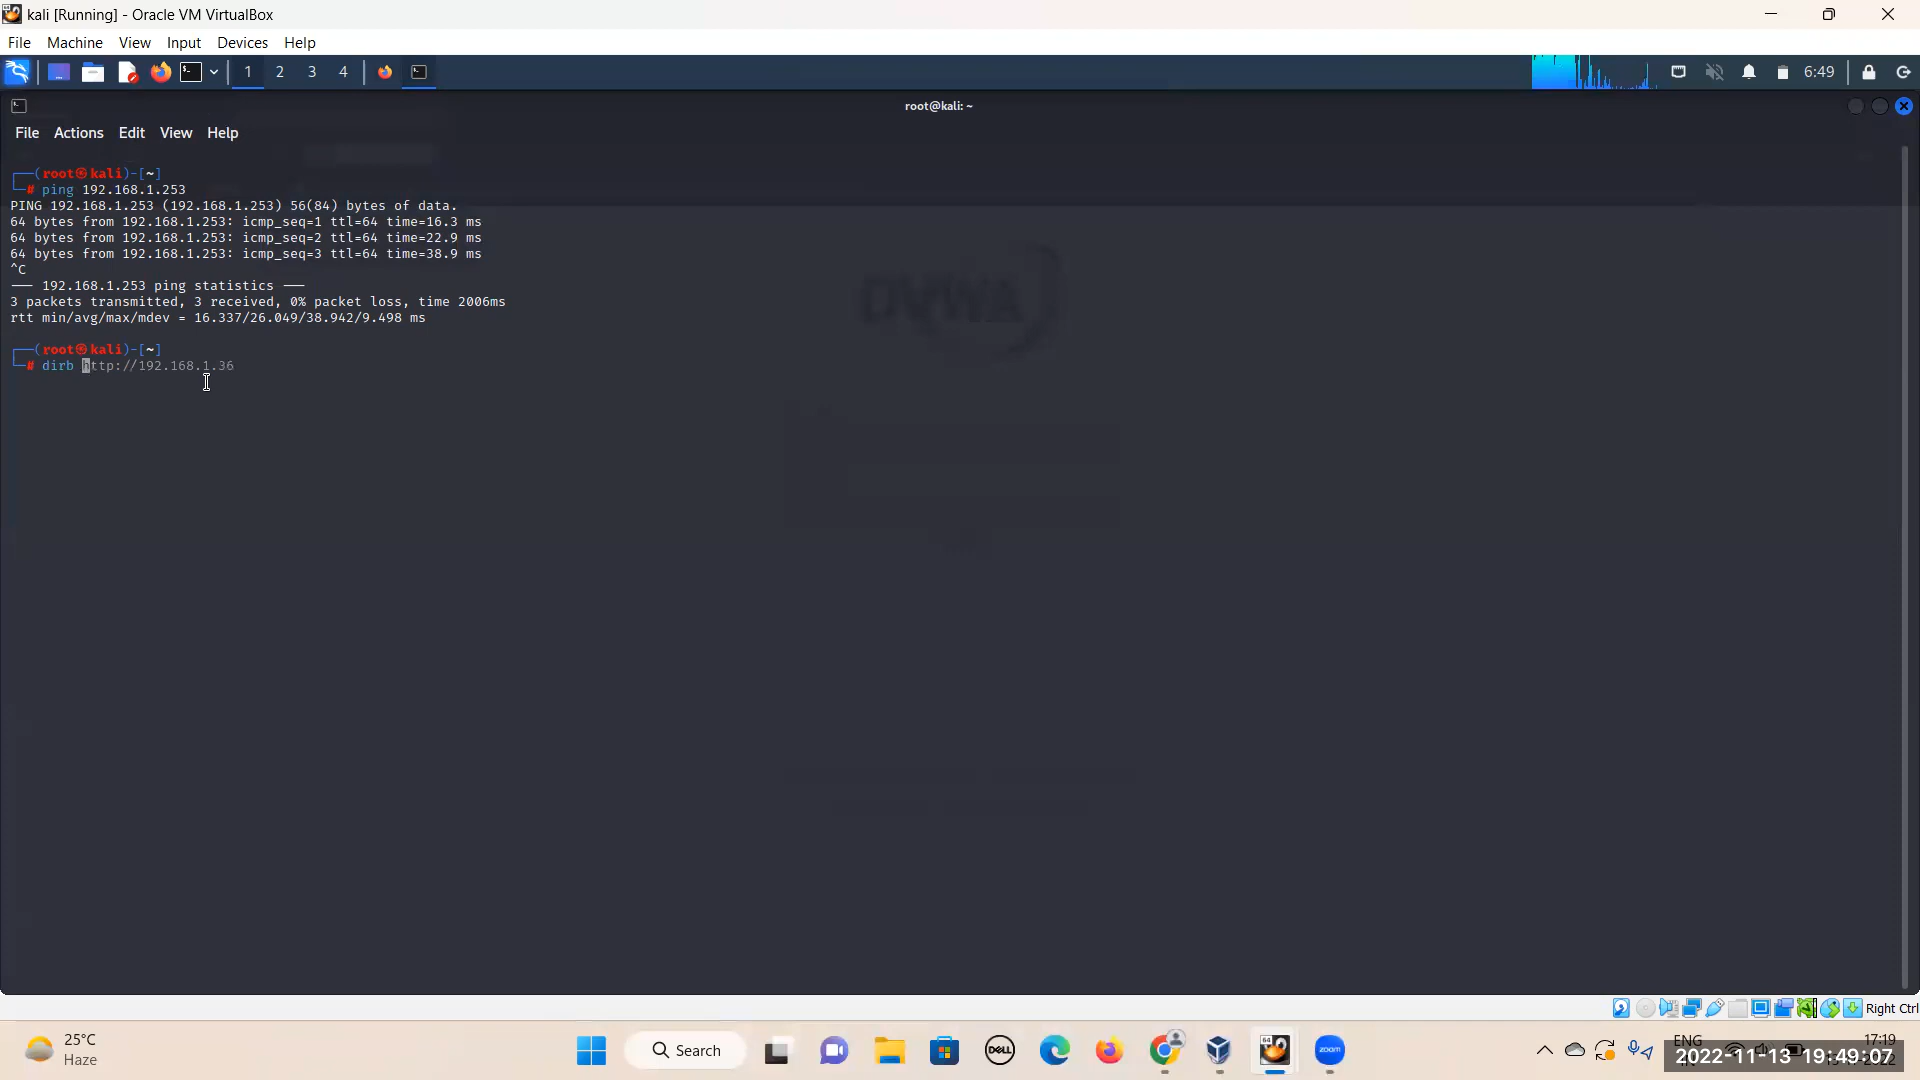 kali [Running] - Oracle VM VirtualBox
File Machine View Input Devices Help
1 2 3 4 6:49
root@kali: ~
File Actions Edit View Help
┌──(root㉿kali)-[~]
└─# ping 192.168.1.253
PING 192.168.1.253 (192.168.1.253) 56(84) bytes of data.
64 bytes from 192.168.1.253: icmp_seq=1 ttl=64 time=16.3 ms
64 bytes from 192.168.1.253: icmp_seq=2 ttl=64 time=22.9 ms
64 bytes from 192.168.1.253: icmp_seq=3 ttl=64 time=38.9 ms
^C
─── 192.168.1.253 ping statistics ───
3 packets transmitted, 3 received, 0% packet loss, time 2006ms
rtt min/avg/max/mdev = 16.337/26.049/38.942/9.498 ms
┌──(root㉿kali)-[~]
└─# dirb http://192.168.1.36
DVWA
Right Ctrl
25°C
Haze
Search
DELL
zoom
64
ENG
17:19
2022-11-13 19:49:07